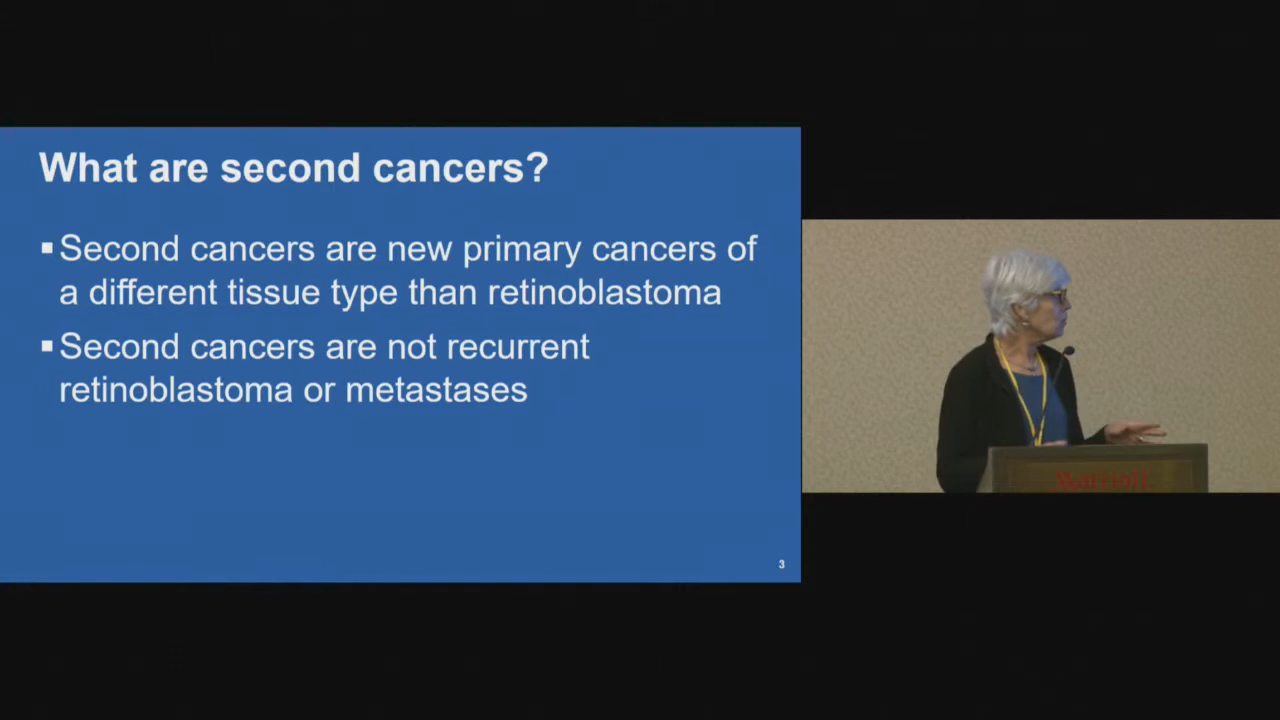 What are second cancers?
▪Second cancers are new primary cancers of
a different tissue type than retinoblastoma
▪Second cancers are not recurrent
retinoblastoma or metastases
3
Marriott